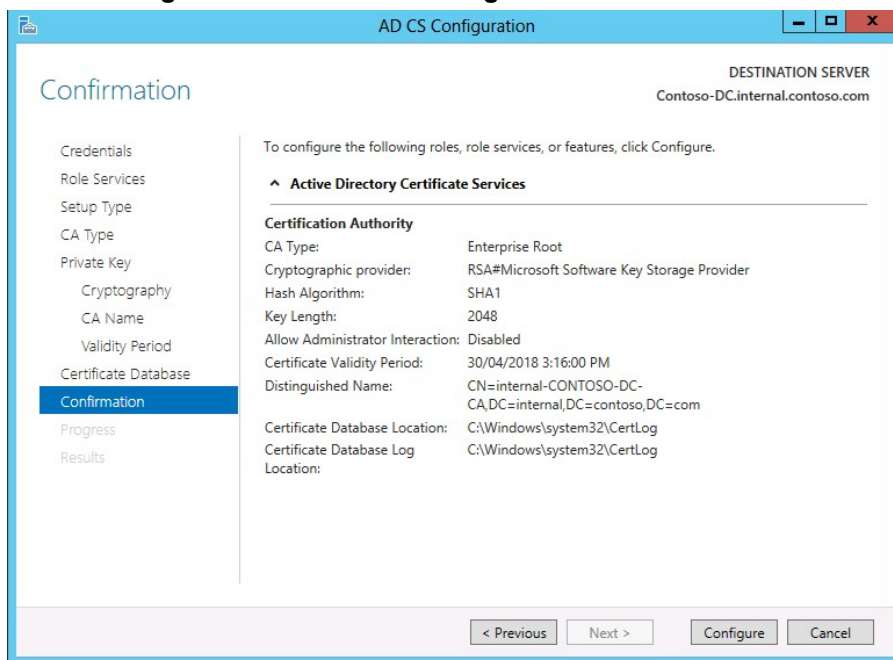 AD CS Configuration
Confirmation
DESTINATION SERVER
Contoso-DC.internal.contoso.com
Credentials
Role Services
Setup Type
CA Type
Private Key
Cryptography
CA Name
Validity Period
Certificate Database
Confirmation
Progress
Results
To configure the following roles, role services, or features, click Configure.
Active Directory Certificate Services
Certification Authority
CA Type: Enterprise Root
Cryptographic provider: RSA#Microsoft Software Key Storage Provider
Hash Algorithm: SHA1
Key Length: 2048
Allow Administrator Interaction: Disabled
Certificate Validity Period: 30/04/2018 3:16:00 PM
Distinguished Name: CN=internal-CONTOSO-DC-
CA,DC=internal,DC=contoso,DC=com
Certificate Database Location: C:\Windows\system32\CertLog
Certificate Database Log C:\Windows\system32\CertLog
Location:
< Previous Next > Configure Cancel